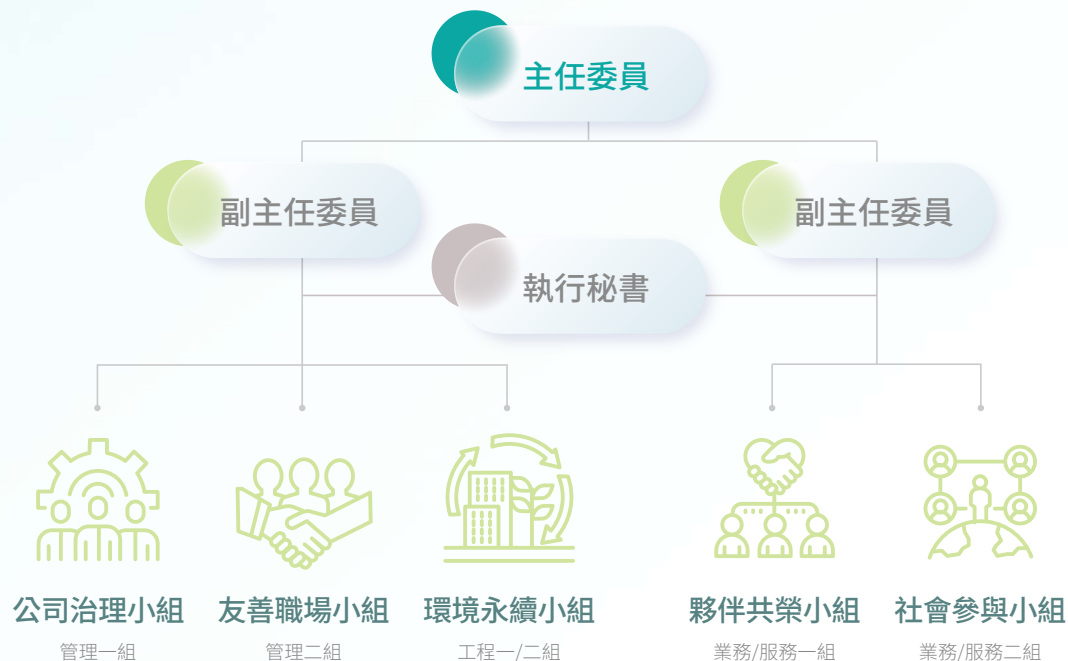 主任委員
副主任委員
副主任委員
執行秘書
公司治理小組
友善職場小組
環境永續小組
夥伴共榮小組
社會參與小組
管理一組
管理二組
工程一/二組
業務/服務一組
業務/服務二組